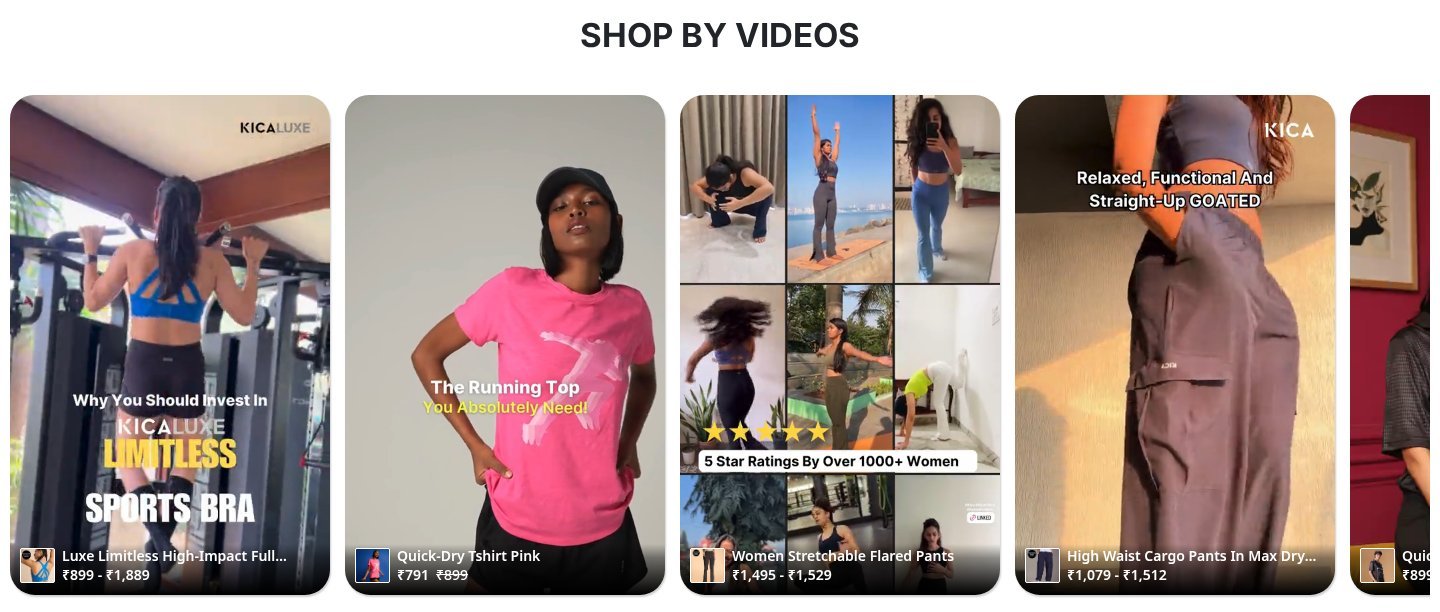 SHOP BY VIDEOS
KICALUXE
Why You Should Invest In
KICALUXE
LIMITLESS
SPORTS BRA
Luxe Limitless High-Impact Full...
₹899 - ₹1,889
The Running Top
You Absolutely Need!
Quick-Dry Tshirt Pink
₹791 ₹899
5 Star Ratings By Over 1000+ Women
LINKED
Women Stretchable Flared Pants
₹1,495 - ₹1,529
KICA
Relaxed, Functional And
Straight-Up GOATED
KICA
High Waist Cargo Pants In Max Dry...
₹1,079 - ₹1,512
Quic
₹899